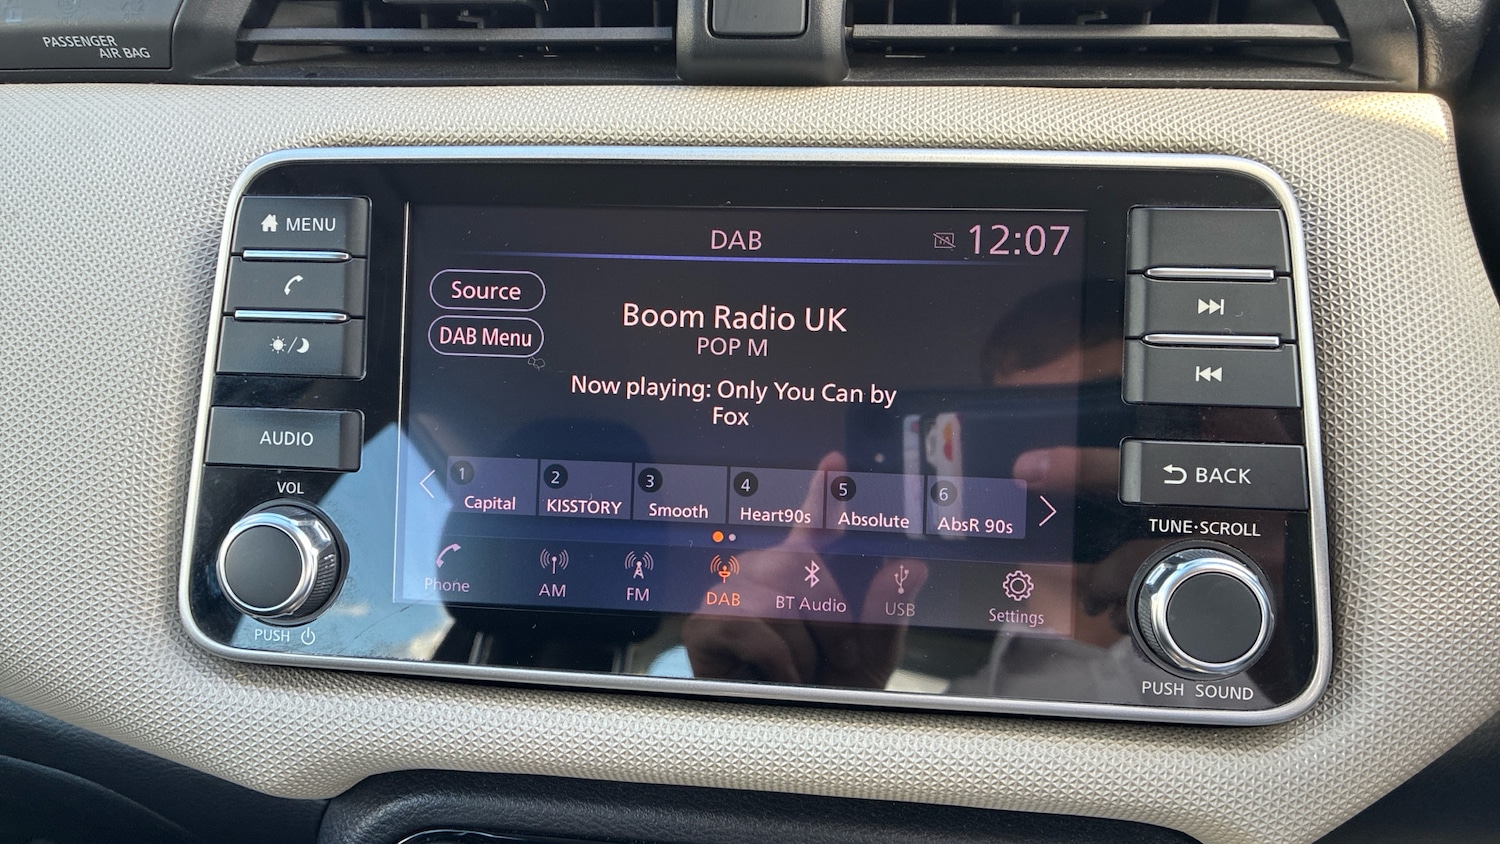 PASSENGER
AIR BAG
MENU
AUDIO
VOL
PUSH
DAB
TA
12:07
Source
DAB Menu
Boom Radio UK
POP M
Now playing: Only You Can by
Fox
1
Capital
2
KISSTORY
3
Smooth
4
Heart90s
5
Absolute
6
AbsR 90s
Phone
AM
FM
DAB
BT Audio
USB
Settings
BACK
TUNE·SCROLL
PUSH SOUND